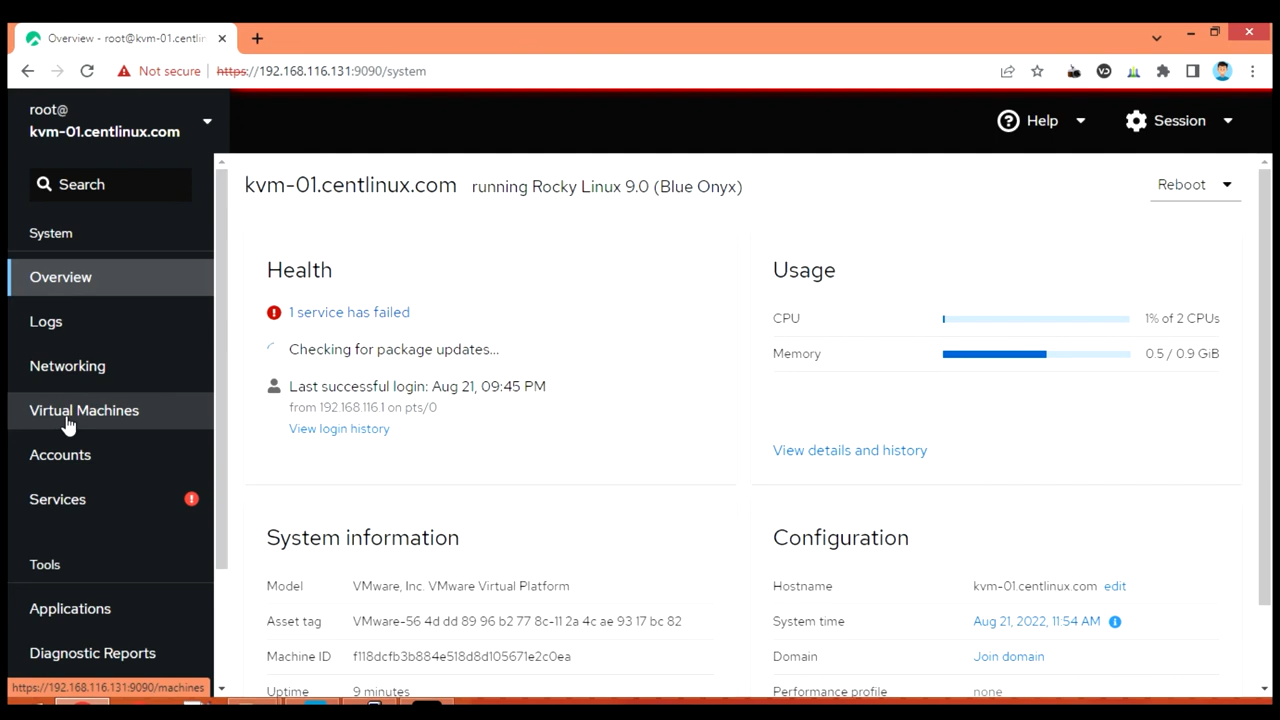 Overview - root@kvm-01.centlin
Not secure
https://192.168.116.131:9090/system
root@
kvm-01.centlinux.com
Help
Session
Search
System
Overview
Logs
Networking
Virtual Machines
Accounts
Services
Tools
Applications
Diagnostic Reports
https://192.168.116.131:9090/machines
kvm-01.centlinux.com running Rocky Linux 9.0 (Blue Onyx)
Reboot
Health
1 service has failed
Checking for package updates...
Last successful login: Aug 21, 09:45 PM
from 192.168.116.1 on pts/0
View login history
Usage
CPU 1% of 2 CPUs
Memory 0.5 / 0.9 GiB
View details and history
System information
Model VMware, Inc. VMware Virtual Platform
Asset tag VMware-56 4d dd 89 96 b2 77 8c-11 2a 4c ae 93 17 bc 82
Machine ID f118dcfb3b884e518d8d105671e2c0ea
Uptime 9 minutes
Configuration
Hostname kvm-01.centlinux.com edit
System time Aug 21, 2022, 11:54 AM
Domain Join domain
Performance profile none